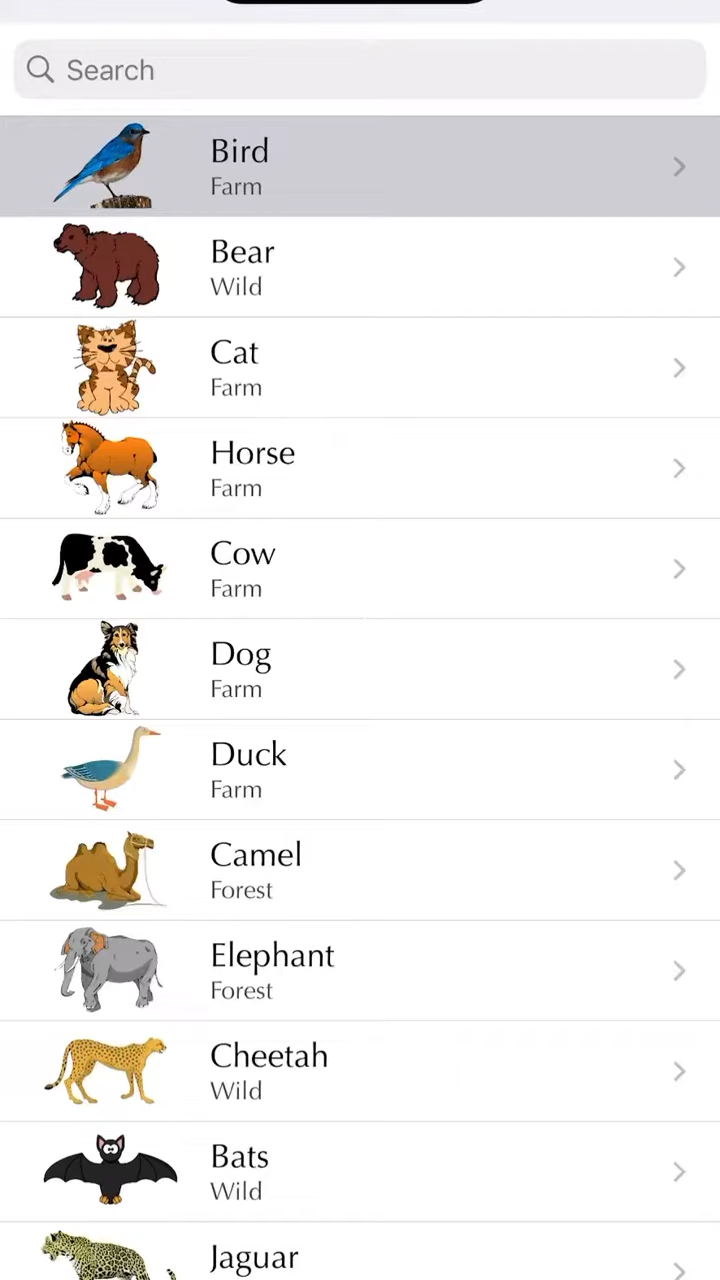 Search
Bird
Farm
Bear
Wild
Cat
Farm
Horse
Farm
Cow
Farm
Dog
Farm
Duck
Farm
Camel
Forest
Elephant
Forest
Cheetah
Wild
Bats
Wild
Jaguar